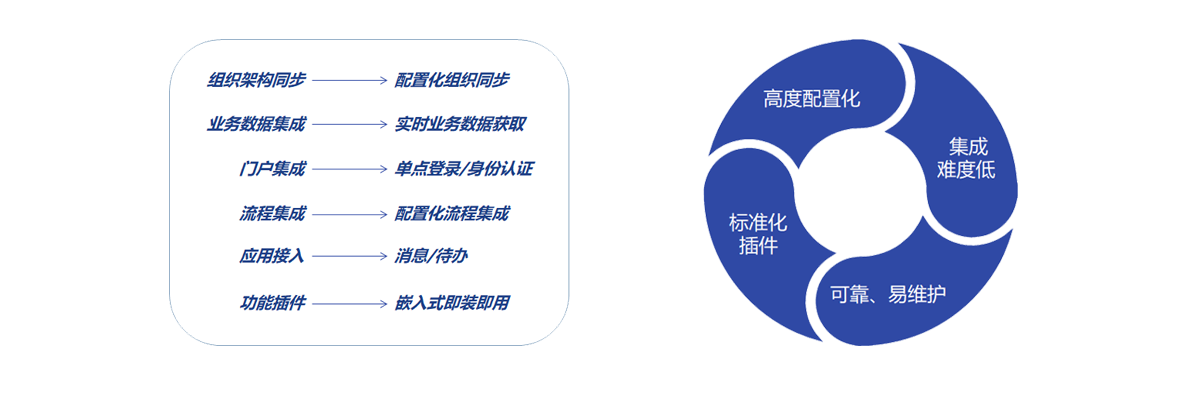 组织架构同步 配置化组织同步
业务数据集成 实时业务数据获取
门户集成 单点登录/身份认证
流程集成 配置化流程集成
应用接入 消息/待办
功能插件 嵌入式即装即用
高度配置化
集成
难度低
标准化
插件
可靠、易维护